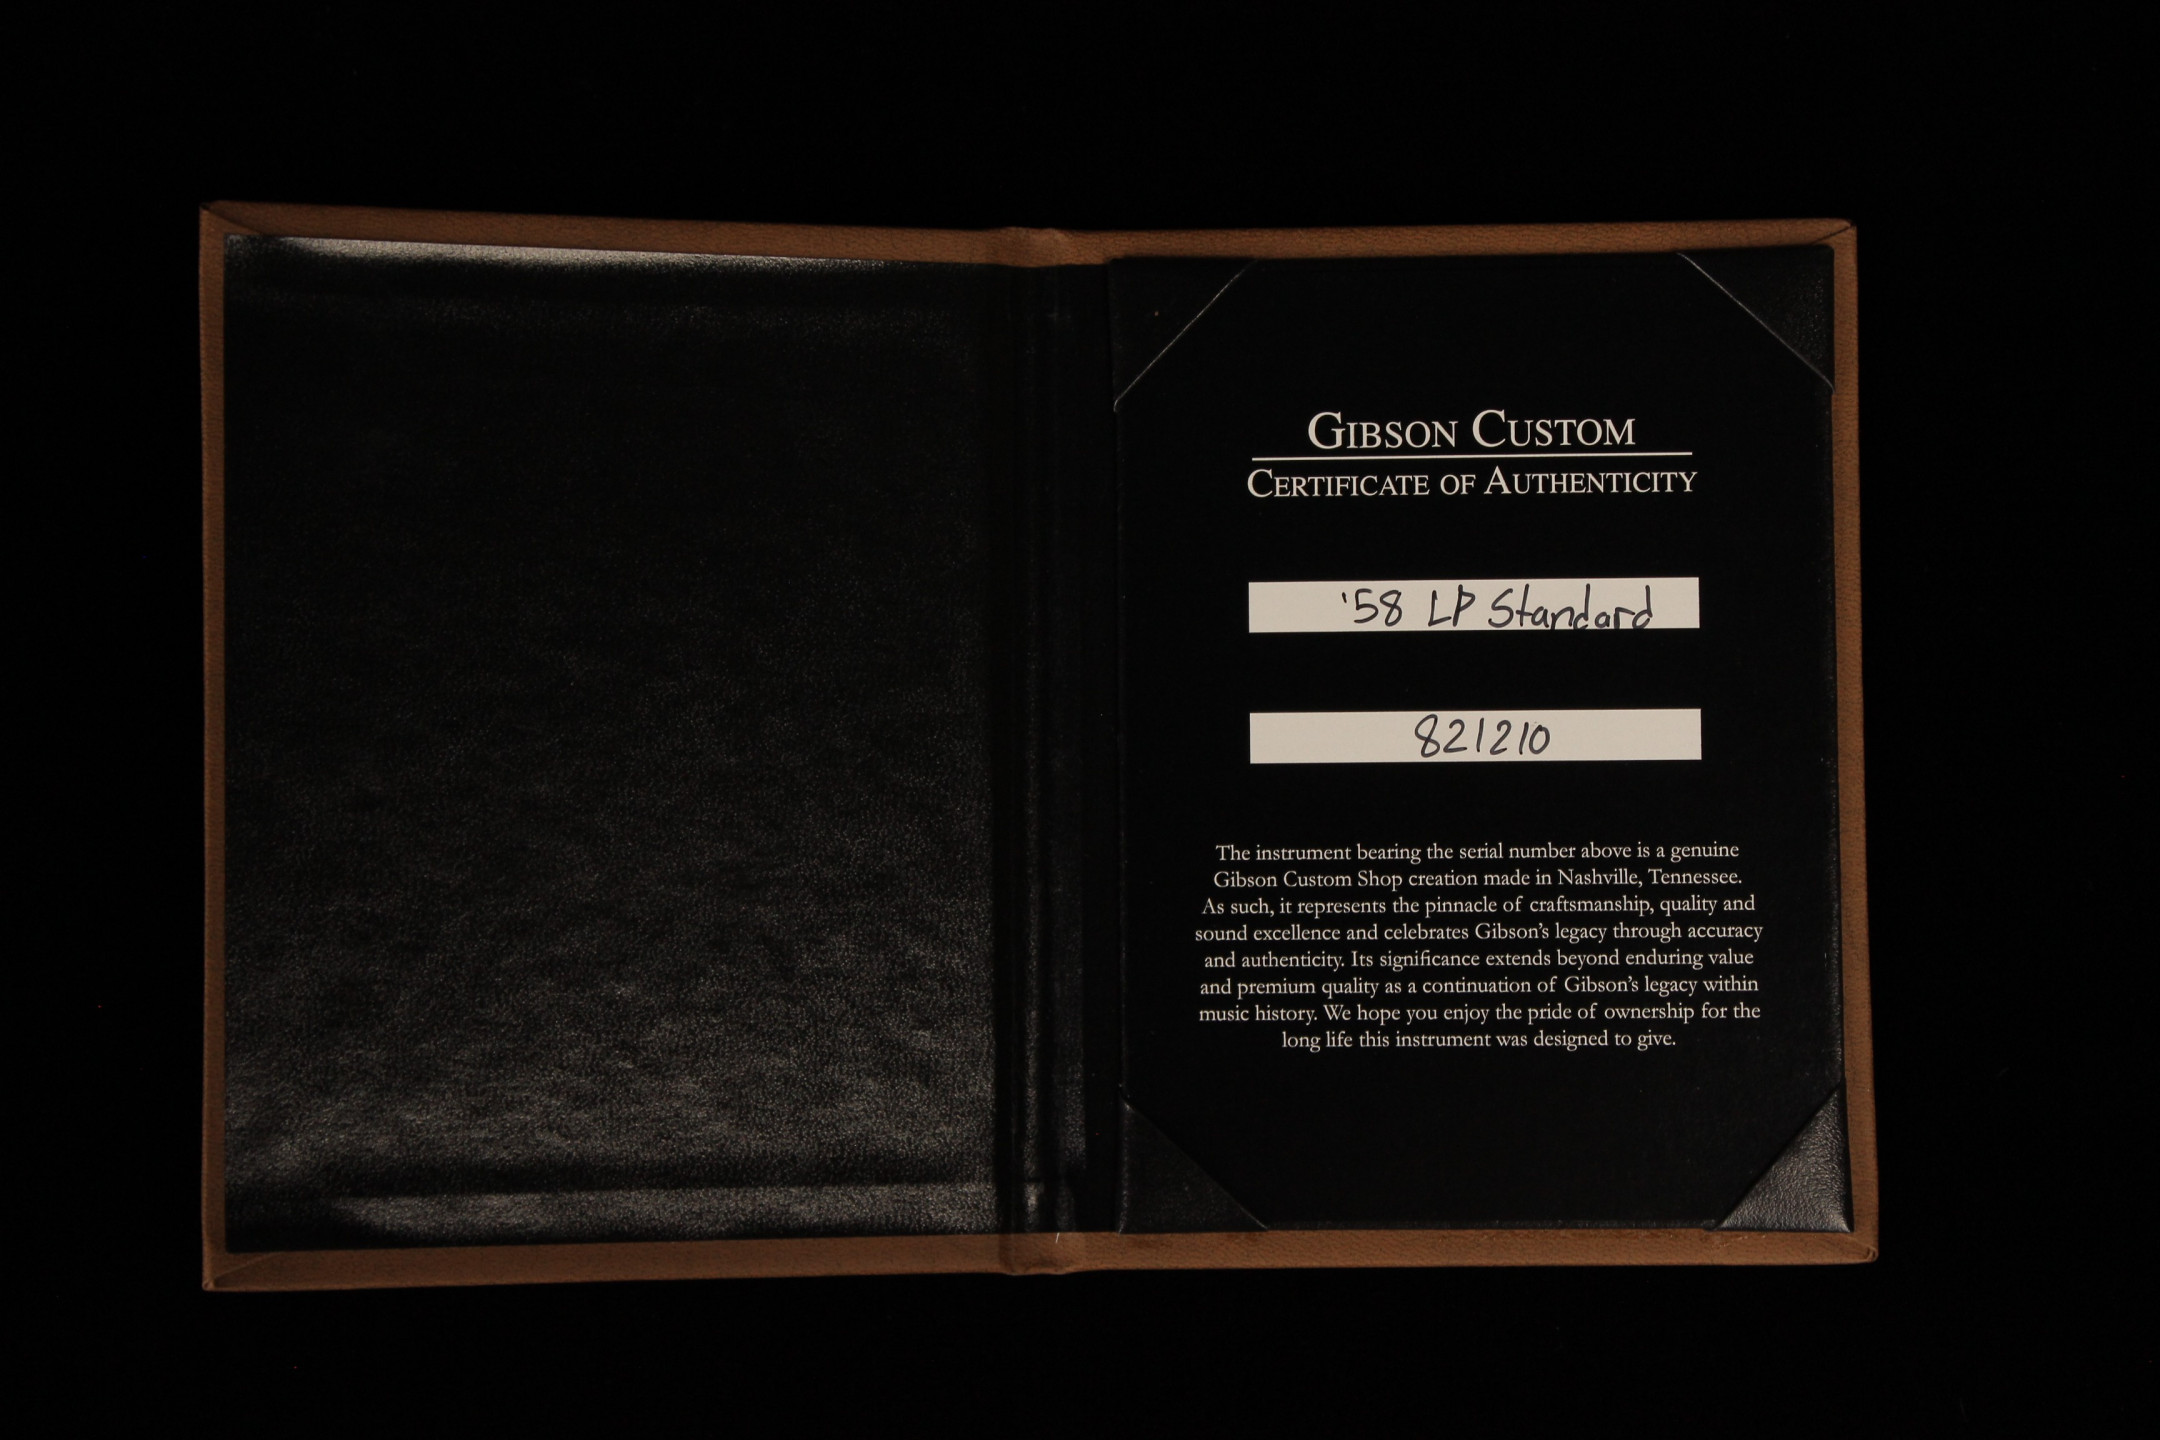 GIBSON CUSTOM
CERTIFICATE OF AUTHENTICITY
'58 LP Standard
821210
The instrument bearing the serial number above is a genuine
Gibson Custom Shop creation made in Nashville, Tennessee.
As such, it represents the pinnacle of craftsmanship, quality and
sound excellence and celebrates Gibson's legacy through accuracy
and authenticity. Its significance extends beyond enduring value
and premium quality as a continuation of Gibson's legacy within
music history. We hope you enjoy the pride of ownership for the
long life this instrument was designed to give.